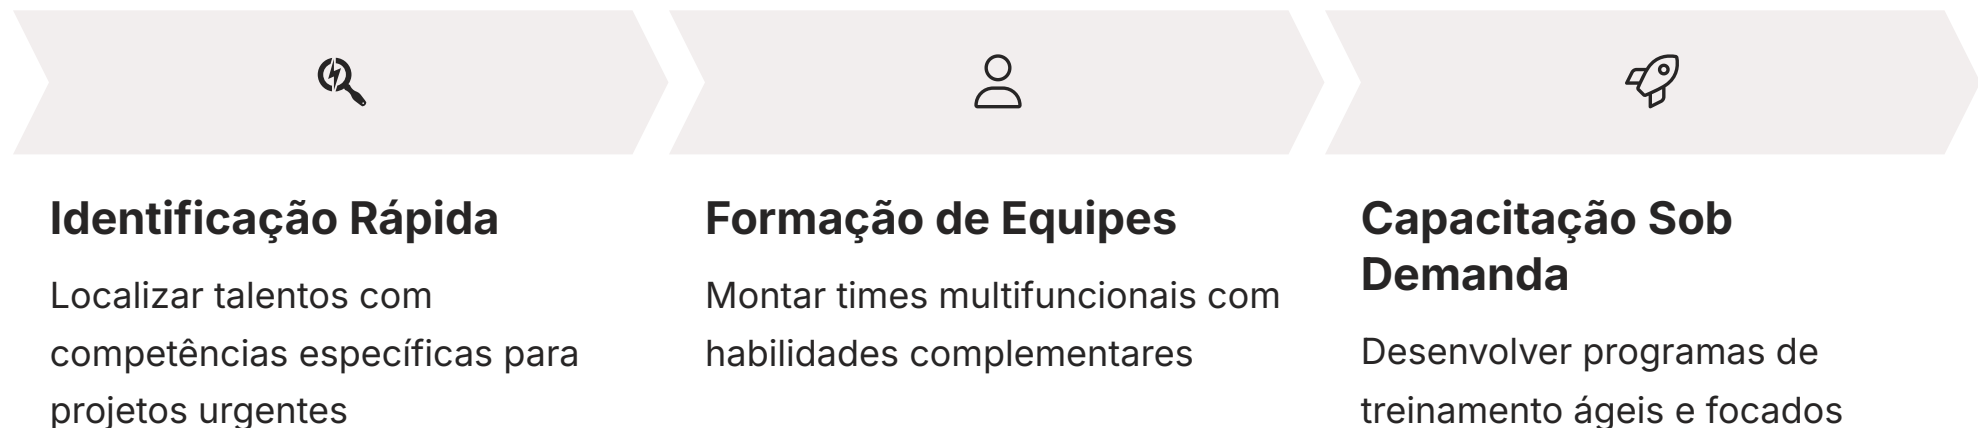 Identificação Rápida
Localizar talentos com
competências específicas para
projetos urgentes
Formação de Equipes
Montar times multifuncionais com
habilidades complementares
Capacitação Sob
Demanda
Desenvolver programas de
treinamento ágeis e focados